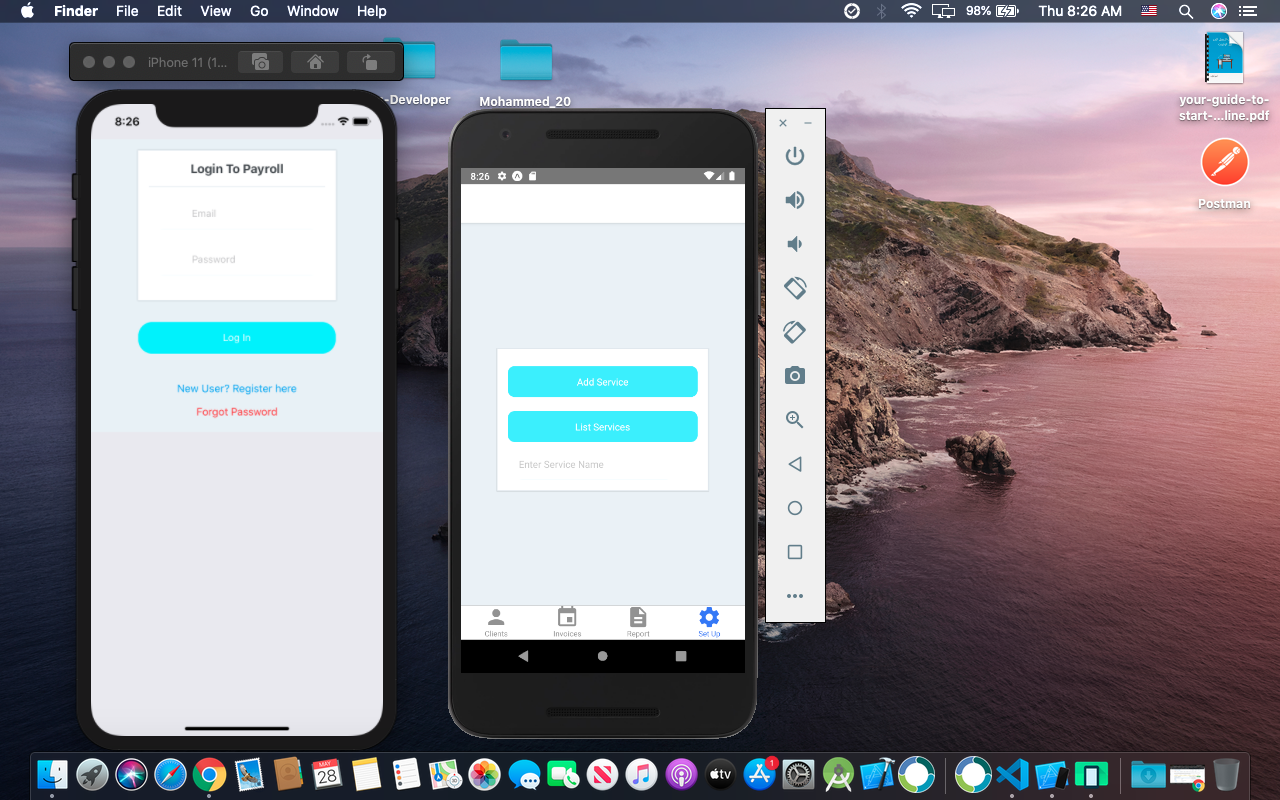 Finder File Edit View Go Window Help
98%
Thu 8:26 AM
iPhone 11 (1...
-Developer
Mohammed_20
your-guide-to-
start-...line.pdf
Postman
8:26
Login To Payroll
Email
Password
Log In
New User? Register here
Forgot Password
8:26
Add Service
List Services
Enter Service Name
Clients
Invoices
Report
Set Up
MAY
28
tv
1